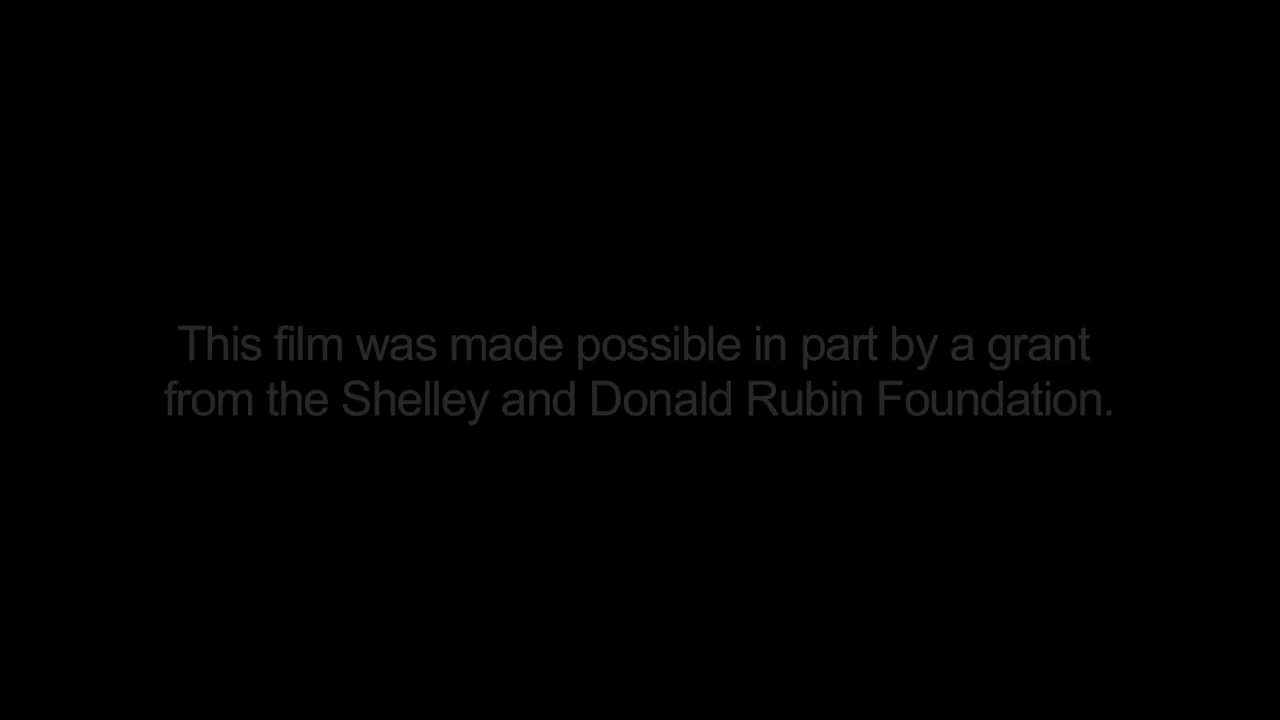 This film was made possible in part by a grant
from the Shelley and Donald Rubin Foundation.